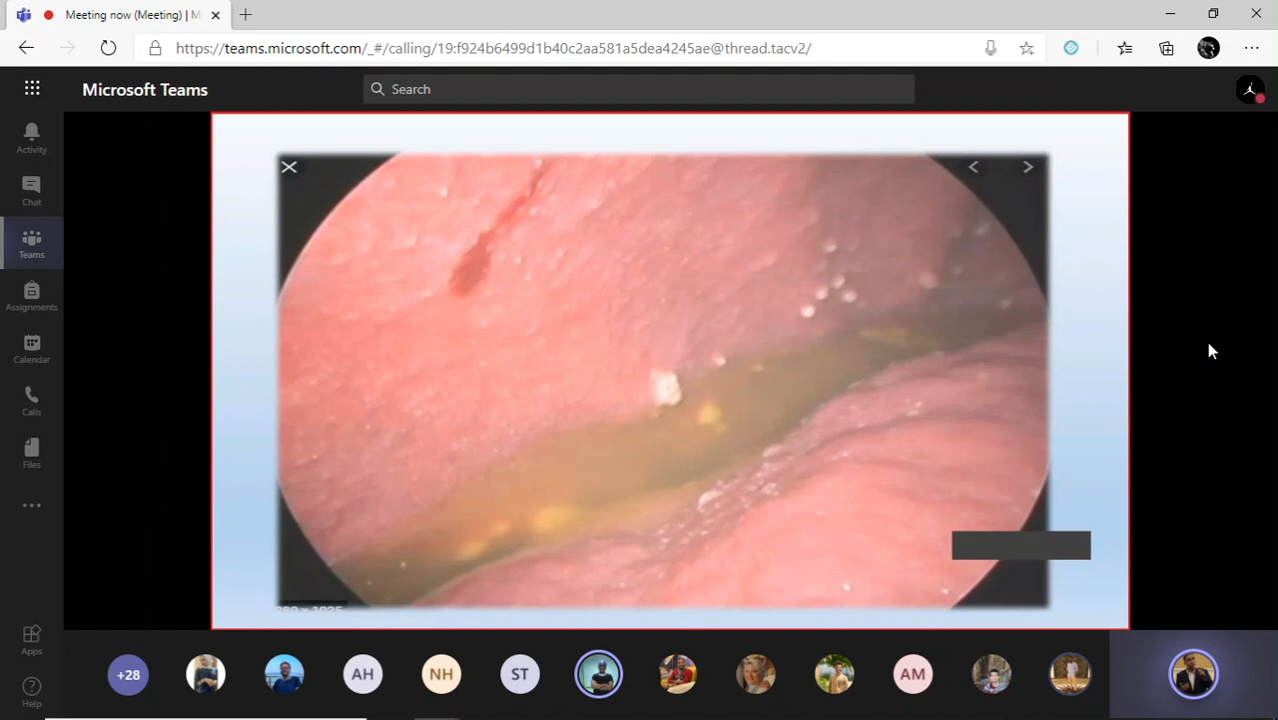 Meeting now (Meeting) | M
https://teams.microsoft.com/_#/calling/19:f924b6499d1b40c2aa581a5dea4245ae@thread.tacv2/
Microsoft Teams
Search
Activity
Chat
Teams
Assignments
Calendar
Calls
Files
Apps
Help
+28
AH
NH
ST
AM